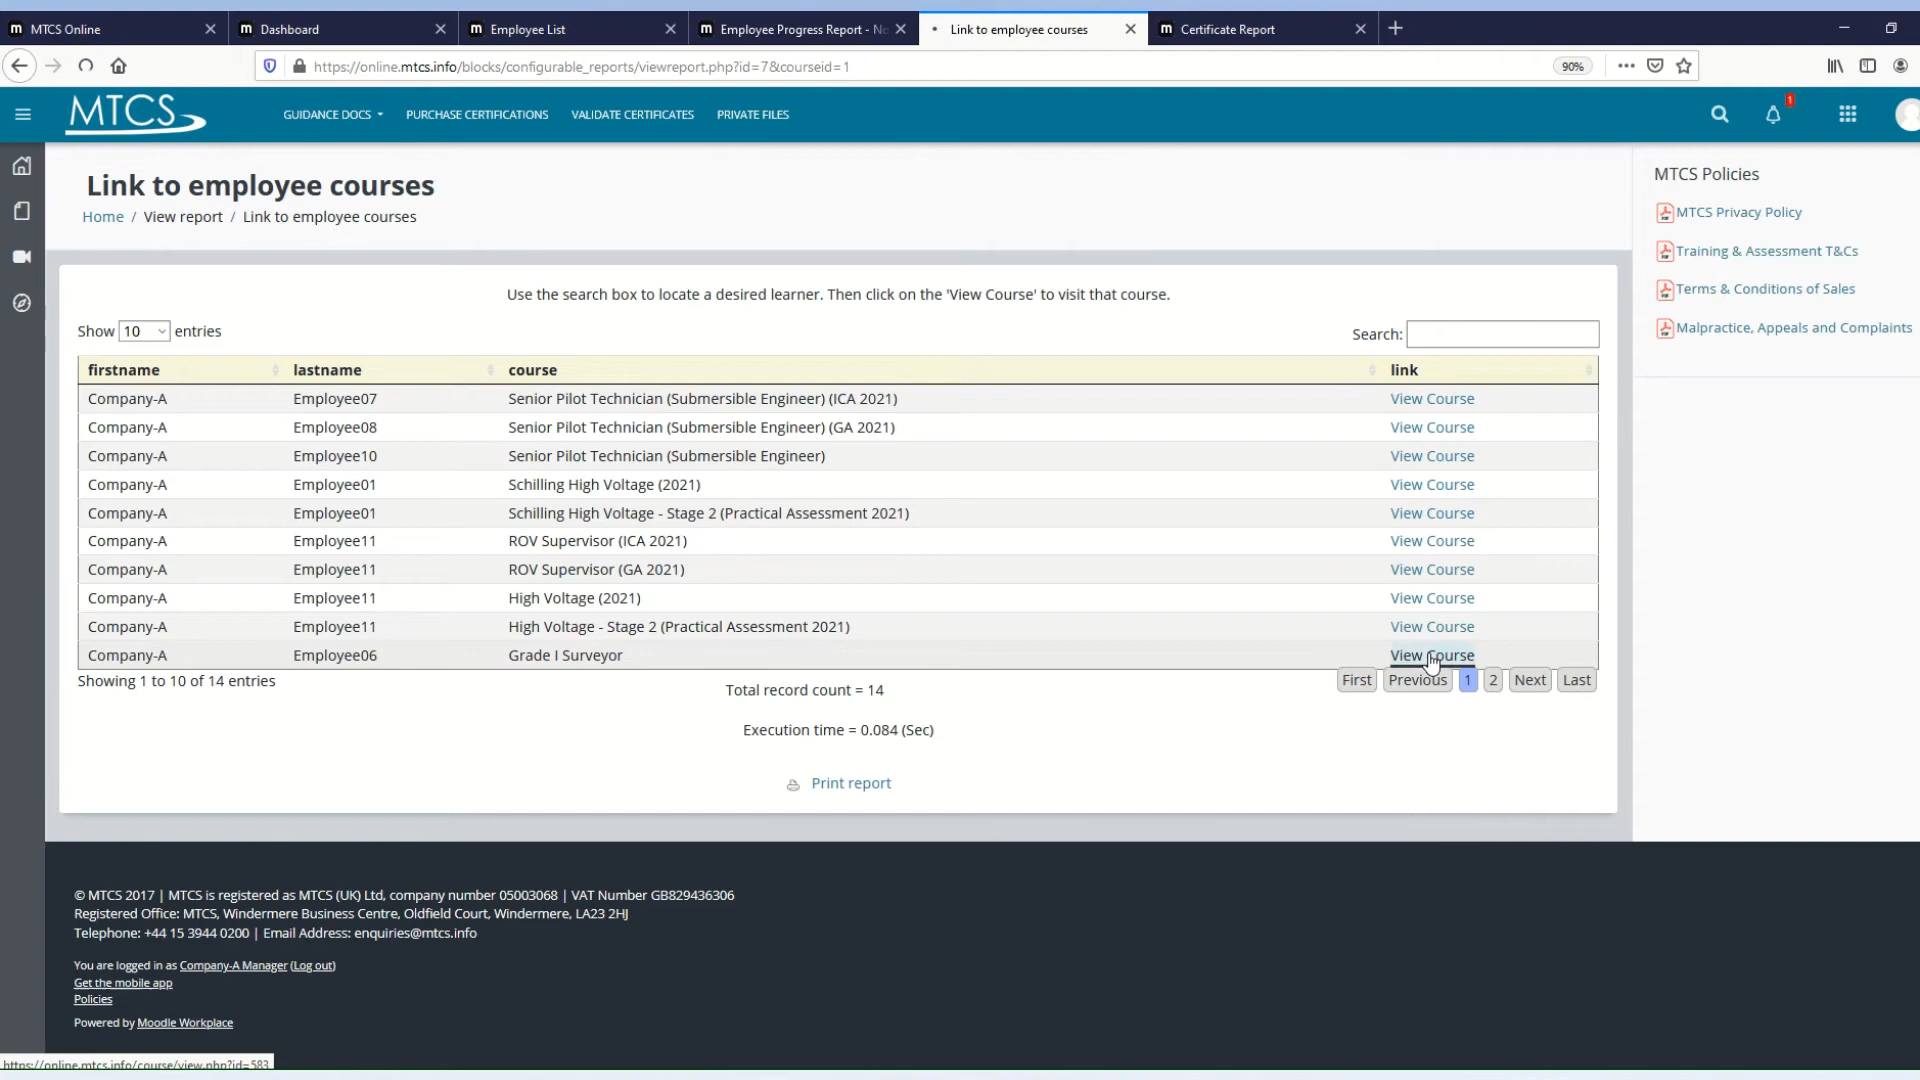 MTCS Online
Dashboard
Employee List
Employee Progress Report - No
Link to employee courses
Certificate Report
https://online.mtcs.info/blocks/configurable_reports/viewreport.php?id=7&courseid=1
90%
MTCS
GUIDANCE DOCS
PURCHASE CERTIFICATIONS
VALIDATE CERTIFICATES
PRIVATE FILES
1
Link to employee courses
Home / View report / Link to employee courses
MTCS Policies
MTCS Privacy Policy
Training & Assessment T&Cs
Terms & Conditions of Sales
Malpractice, Appeals and Complaints
Use the search box to locate a desired learner. Then click on the 'View Course' to visit that course.
Show 10 entries
Search:
firstname lastname course link
Company-A Employee07 Senior Pilot Technician (Submersible Engineer) (ICA 2021) View Course
Company-A Employee08 Senior Pilot Technician (Submersible Engineer) (GA 2021) View Course
Company-A Employee10 Senior Pilot Technician (Submersible Engineer) View Course
Company-A Employee01 Schilling High Voltage (2021) View Course
Company-A Employee01 Schilling High Voltage - Stage 2 (Practical Assessment 2021) View Course
Company-A Employee11 ROV Supervisor (ICA 2021) View Course
Company-A Employee11 ROV Supervisor (GA 2021) View Course
Company-A Employee11 High Voltage (2021) View Course
Company-A Employee11 High Voltage - Stage 2 (Practical Assessment 2021) View Course
Company-A Employee06 Grade I Surveyor View Course
Showing 1 to 10 of 14 entries
First Previous 1 2 Next Last
Total record count = 14
Execution time = 0.084 (Sec)
Print report
© MTCS 2017 | MTCS is registered as MTCS (UK) Ltd, company number 05003068 | VAT Number GB829436306
Registered Office: MTCS, Windermere Business Centre, Oldfield Court, Windermere, LA23 2HJ
Telephone: +44 15 3944 0200 | Email Address: enquiries@mtcs.info
You are logged in as Company-A Manager (Log out)
Get the mobile app
Policies
Powered by Moodle Workplace
https://online.mtcs.info/course/view.php?id=583